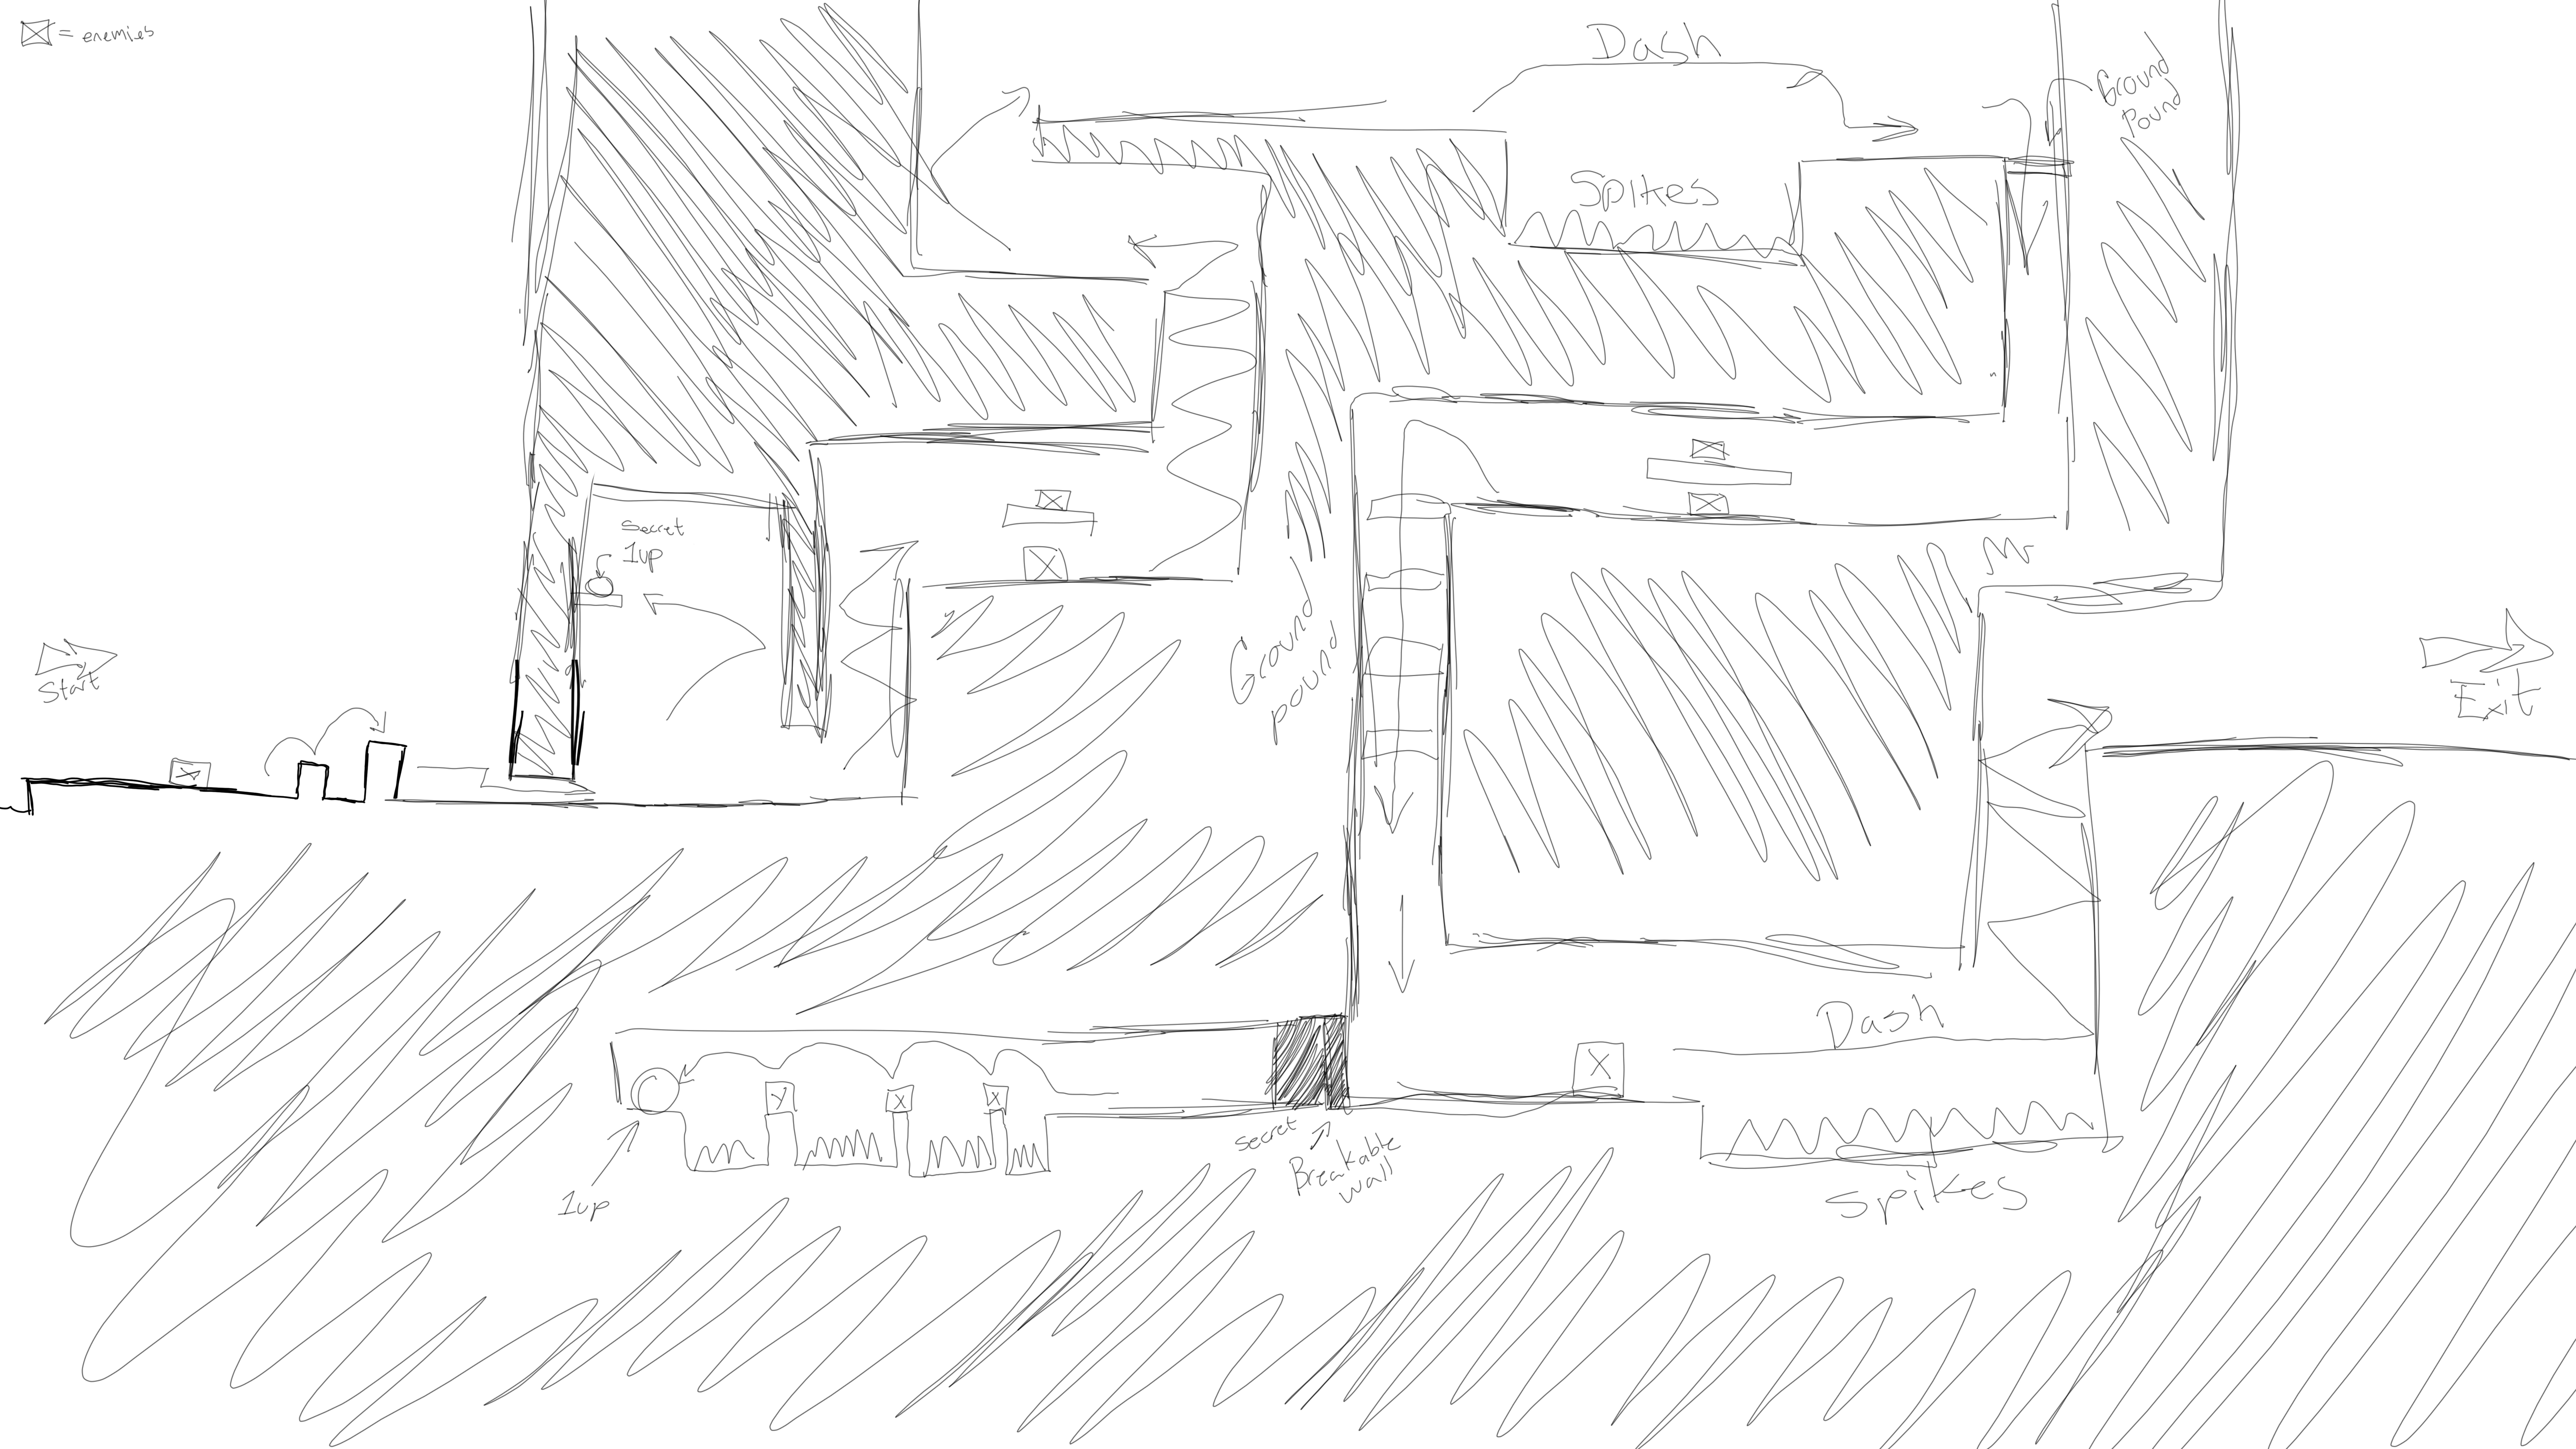 = enemies
Dash
Ground
Pound
Spikes
Secret
1up
Start
Ground
pound
Exit
Dash
Secret
Breakable
wall
1up
Spikes